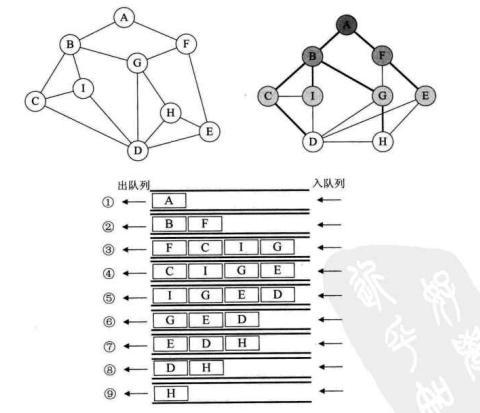 A
B
F
G
C
I
H
E
D
A
B
F
C
I
G
E
D
H
出队列 入队列
① A
② B F
③ F C I G
④ C I G E
⑤ I G E D
⑥ G E D
⑦ E D H
⑧ D H
⑨ H